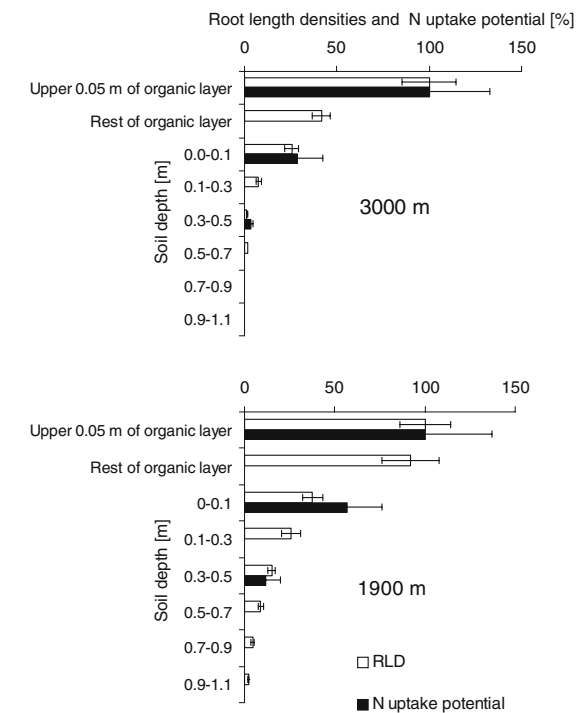 Root length densities and N uptake potential [%]
0 50 100 150
Upper 0.05 m of organic layer
Rest of organic layer
0.0-0.1
0.1-0.3
0.3-0.5
0.5-0.7
0.7-0.9
0.9-1.1
Soil depth [m]
3000 m
0 50 100 150
Upper 0.05 m of organic layer
Rest of organic layer
0-0.1
0.1-0.3
0.3-0.5
0.5-0.7
0.7-0.9
0.9-1.1
Soil depth [m]
1900 m
RLD
N uptake potential